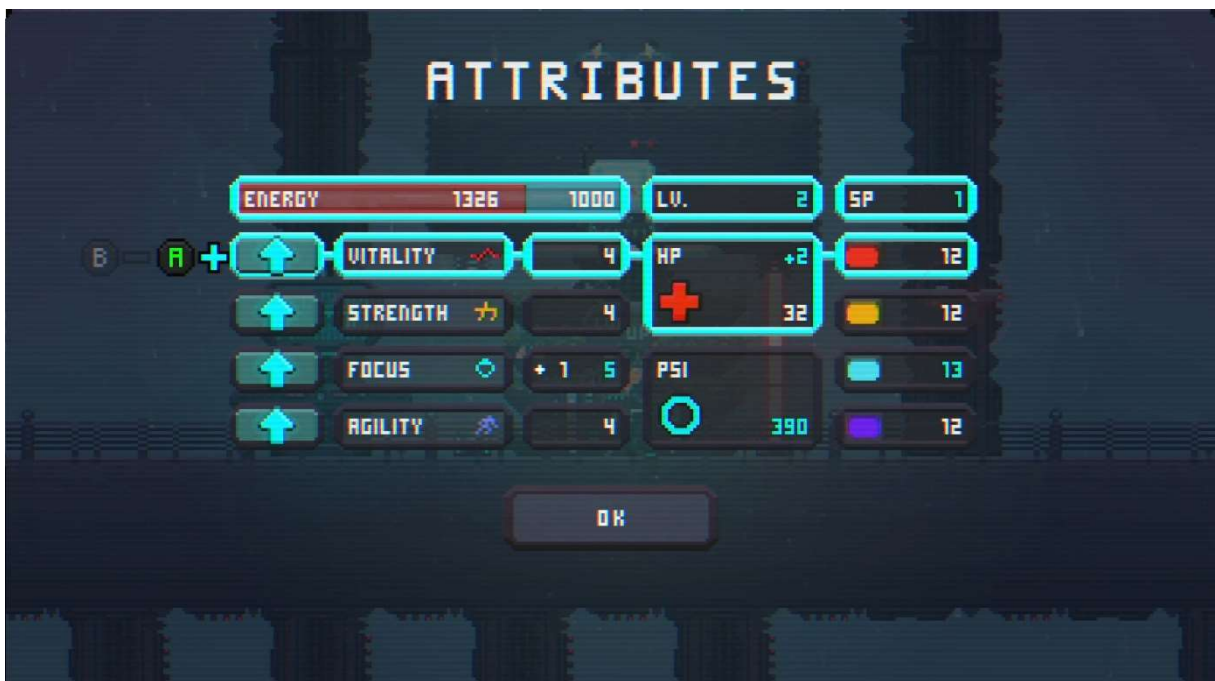 ATTRIBUTES
ENERGY 1326 1000 LV. 2 SP 1
B A + VITALITY 4 HP +2 12
STRENGTH 4 32 12
FOCUS + 1 5 PSI 13
AGILITY 4 390 12
OK